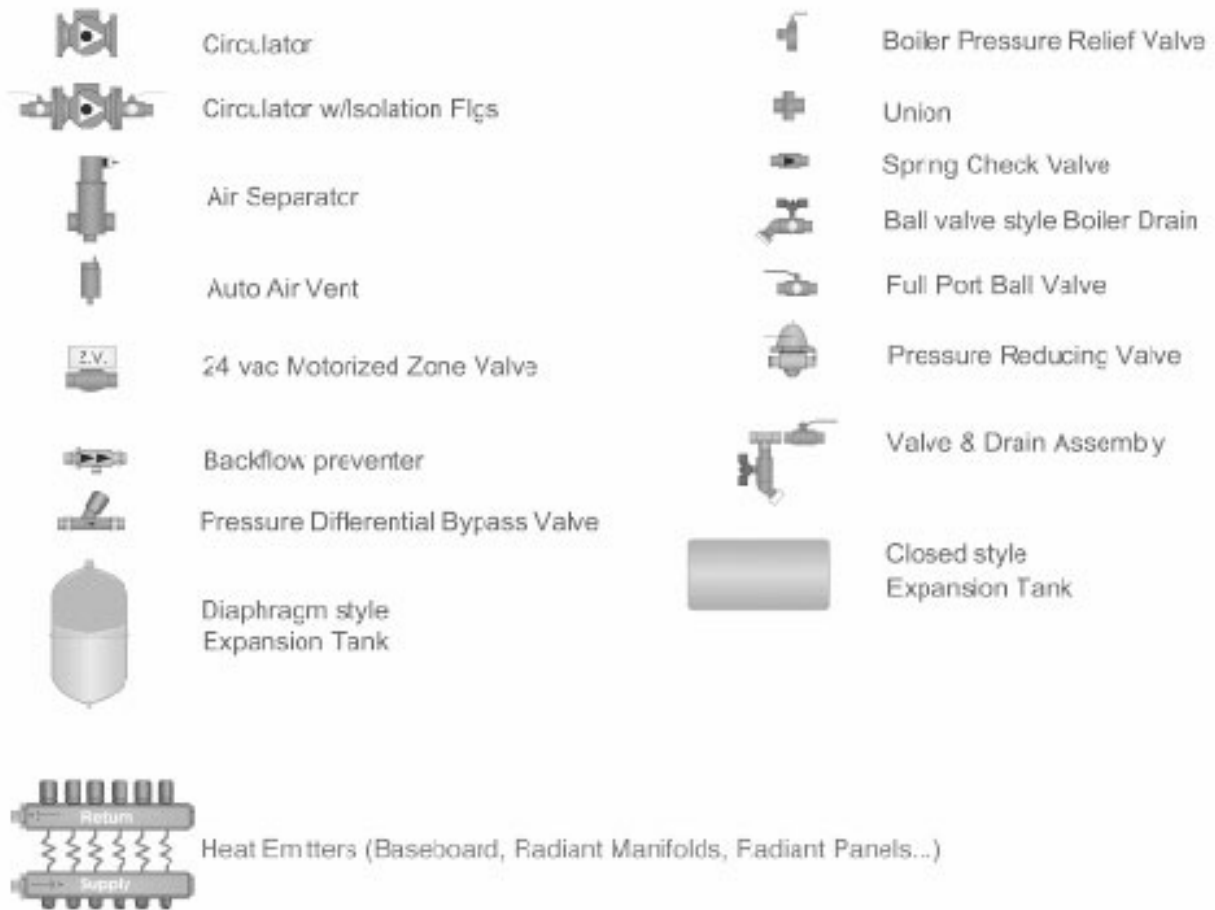 Circulator
Circulator w/Isolation Flgs
Air Separator
Auto Air Vent
Z.V.
24 vac Motorized Zone Valve
Backflow preventer
Pressure Differential Bypass Valve
Diaphragm style
Expansion Tank
Boiler Pressure Relief Valve
Union
Spring Check Valve
Ball valve style Boiler Drain
Full Port Ball Valve
Pressure Reducing Valve
Valve & Drain Assembly
Closed style
Expansion Tank
Return
Heat Emitters (Baseboard, Radiant Manifolds, Radiant Panels...)
Supply